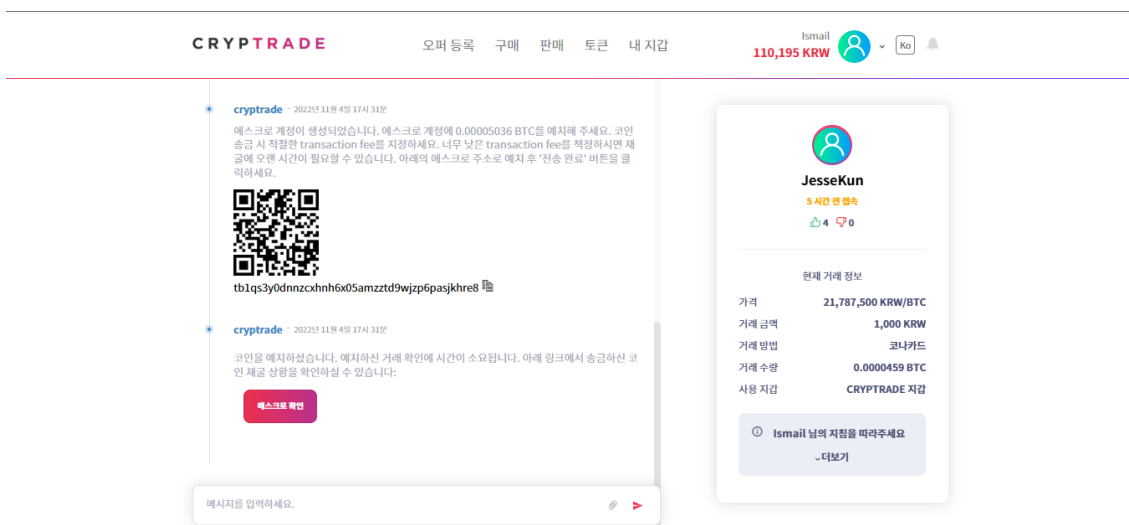 CRYPTRADE
오퍼 등록 구매 판매 토큰 내 지갑
Ismail
110,195 KRW
Ko
cryptrade - 2022년 11월 4일 17시 31분
에스크로 계정이 생성되었습니다. 에스크로 계정에 0.00005036 BTC를 예치해 주세요. 코인
송금 시 적절한 transaction fee를 지정하세요. 너무 낮은 transaction fee를 책정하시면 채
굴에 오랜 시간이 필요할 수 있습니다. 아래의 에스크로 주소로 예치 후 '전송 완료' 버튼을 클
릭하세요.
tb1qs3y0dnnzcxhnh6x05amzztd9wjzp6pasjkhre8
cryptrade - 2022년 11월 4일 17시 31분
코인을 예치하셨습니다. 예치하신 거래 확인에 시간이 소요됩니다. 아래 링크에서 송금하신 코
인 채굴 상황을 확인하실 수 있습니다:
에스크로 확인
메시지를 입력하세요.
JesseKun
5 시간 전 접속
4 0
현재 거래 정보
가격 21,787,500 KRW/BTC
거래 금액 1,000 KRW
거래 방법 코나카드
거래 수량 0.0000459 BTC
사용 지갑 CRYPTRADE 지갑
Ismail 님의 지침을 따라주세요
더보기